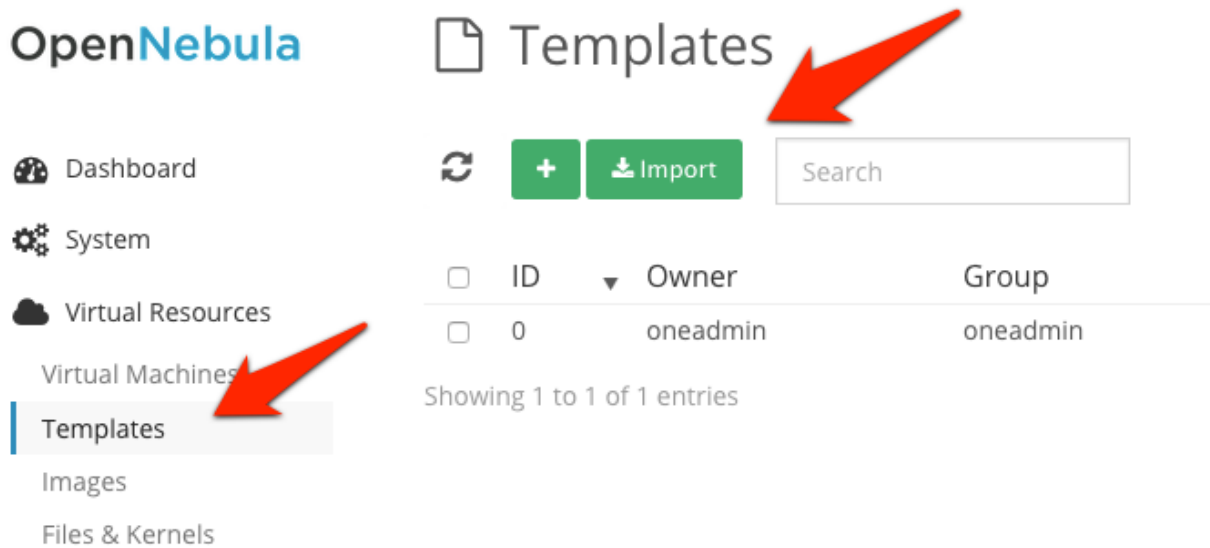 OpenNebula
Templates
Dashboard
System
Virtual Resources
Virtual Machines
Templates
Images
Files & Kernels
+ Import
Search
ID Owner Group
0 oneadmin oneadmin
Showing 1 to 1 of 1 entries